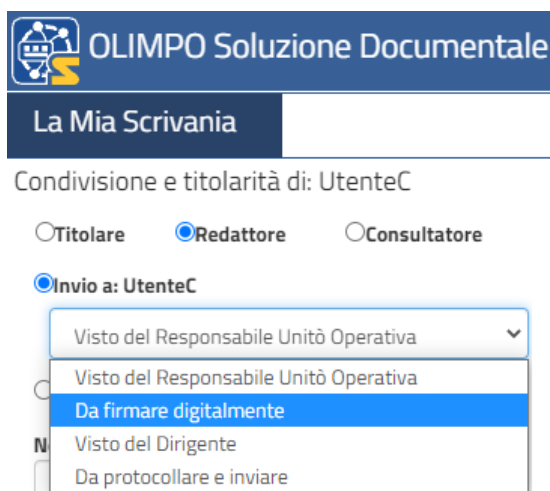 OLIMPO Soluzione Documentale
La Mia Scrivania
Condivisione e titolarità di: UtenteC
Titolare Redattore Consultatore
Invio a: UtenteC
Visto del Responsabile Unitò Operativa
Visto del Responsabile Unitò Operativa
Da firmare digitalmente
Visto del Dirigente
Da protocollare e inviare